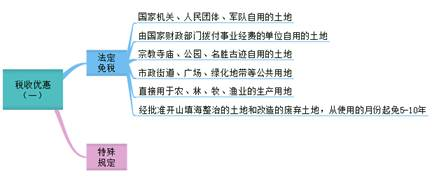 国家机关、人民团体、军队自用的土地
由国家财政部门拨付事业经费的单位自用的土地
法定
免税
宗教寺庙、公园、名胜古迹自用的土地
市政街道、广场、绿化地带等公共用地
直接用于农、林、牧、渔业的生产用地
经批准开山填海整治的土地和改造的废弃土地，从使用的月份起免5-10年
税收优惠
（一）
特殊
规定